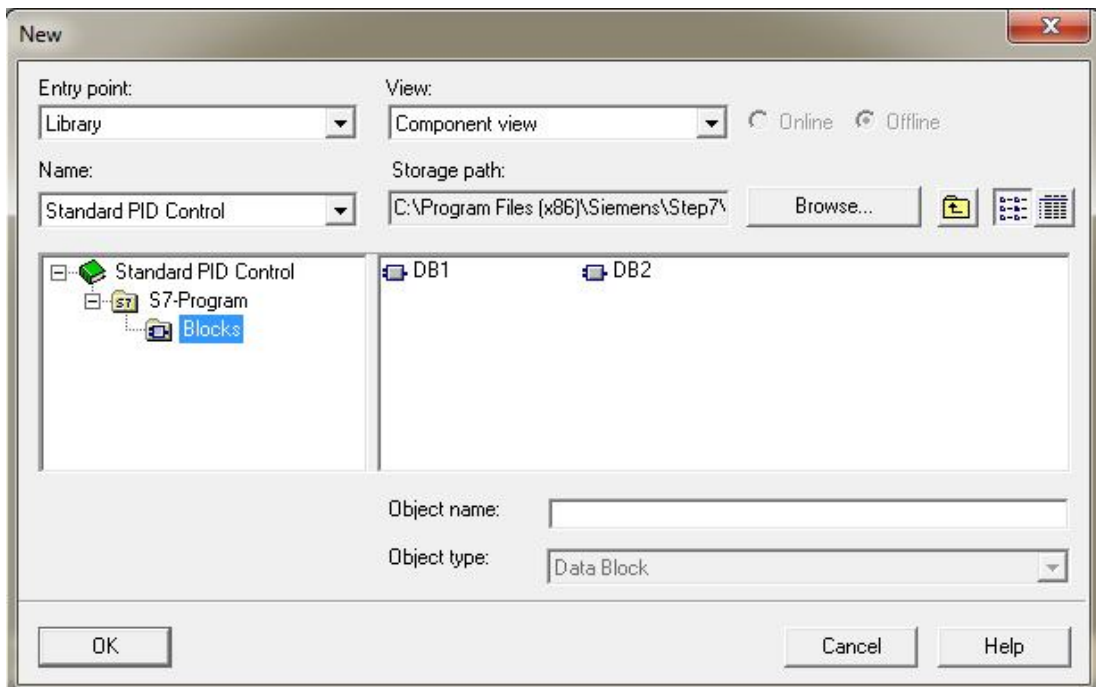 New
Entry point:
View:
Library
Component view
Online
Offline
Name:
Storage path:
Standard PID Control
C:\Program Files (x86)\Siemens\Step7\
Browse...
Standard PID Control
S7-Program
Blocks
DB1
DB2
Object name:
Object type:
Data Block
OK
Cancel
Help